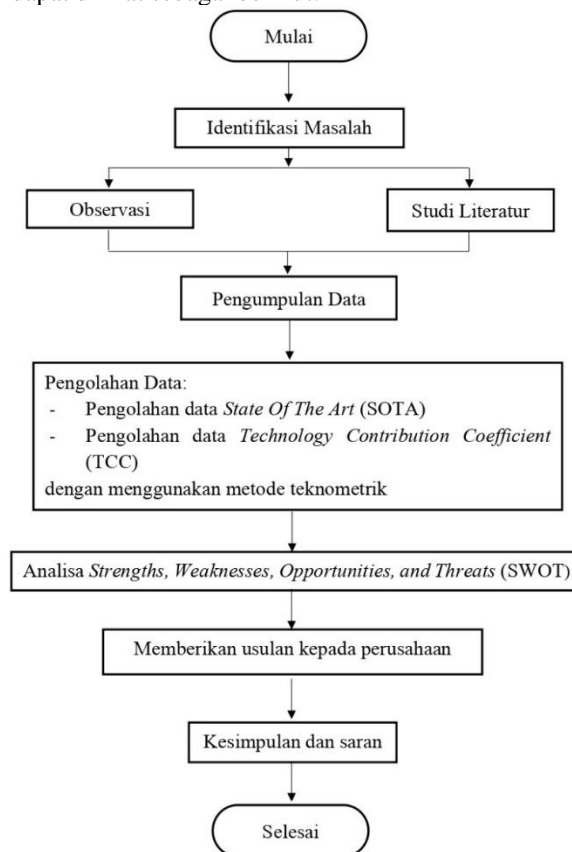 Mulai
Identifikasi Masalah
Observasi
Studi Literatur
Pengumpulan Data
Pengolahan Data:
- Pengolahan data State Of The Art (SOTA)
- Pengolahan data Technology Contribution Coefficient
(TCC)
dengan menggunakan metode teknometrik
Analisa Strengths, Weaknesses, Opportunities, and Threats (SWOT)
Memberikan usulan kepada perusahaan
Kesimpulan dan saran
Selesai